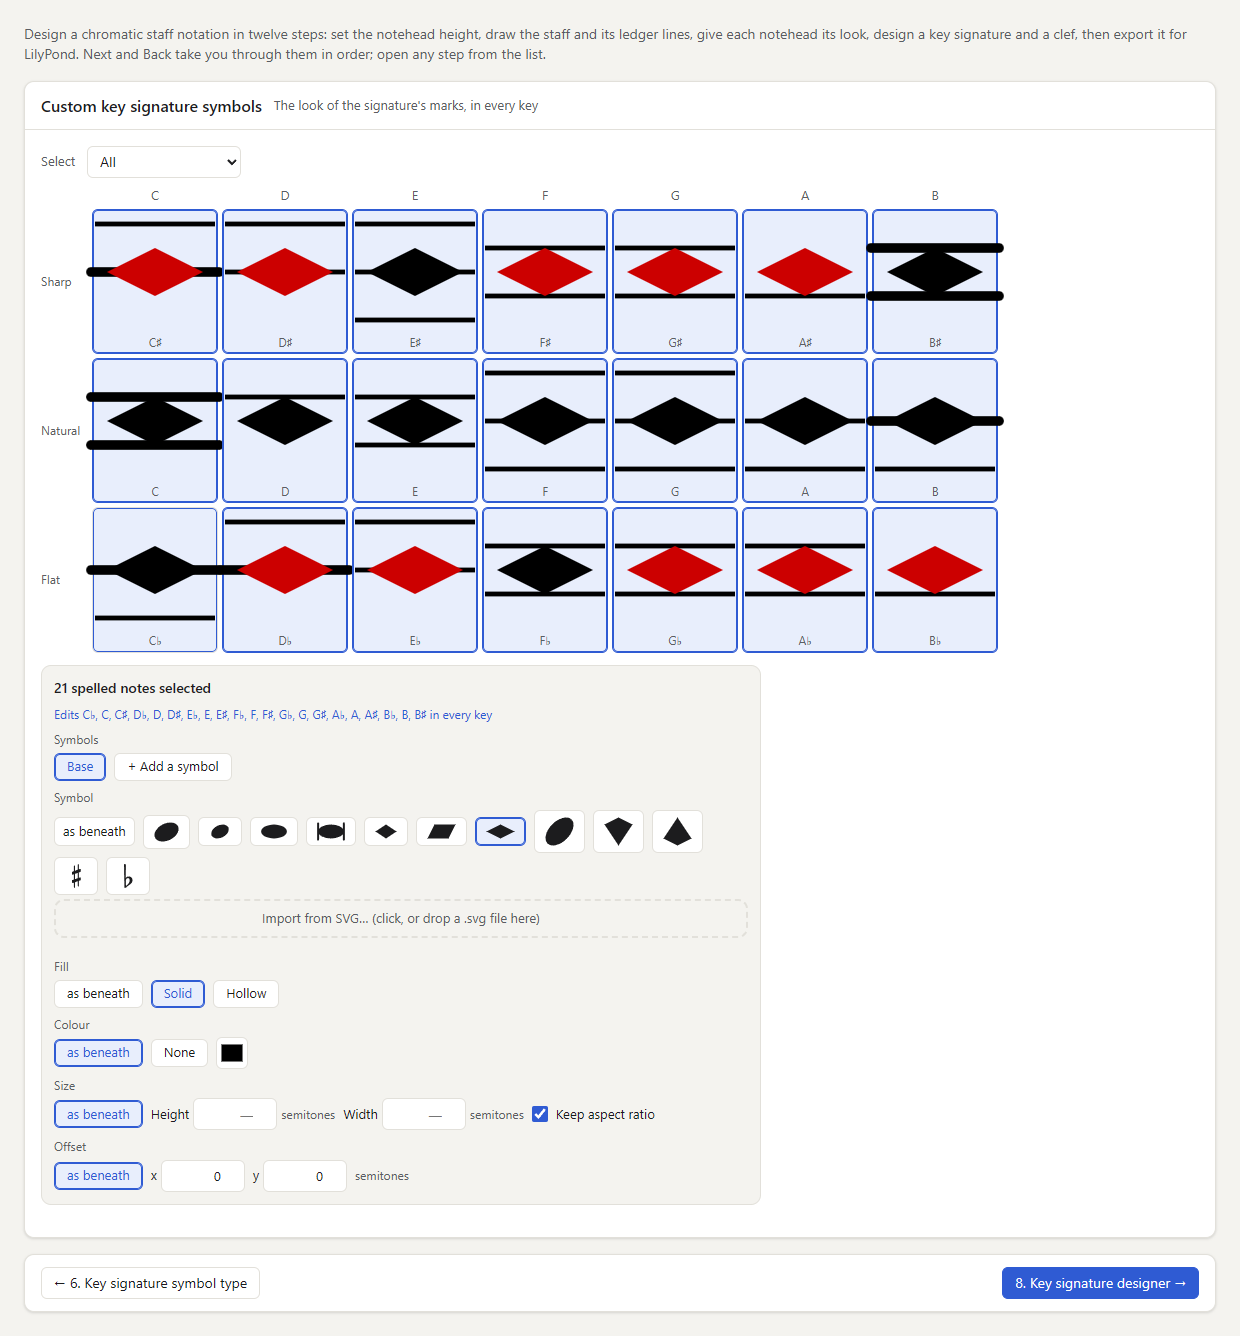 Design a chromatic staff notation in twelve steps: set the notehead height, draw the staff and its ledger lines, give each notehead its look, design a key signature and a clef, then export it for
LilyPond. Next and Back take you through them in order; open any step from the list.
Custom key signature symbols The look of the signature's marks, in every key
Select All
C D E F G A B
Sharp
C♯ D♯ E♯ F♯ G♯ A♯ B♯
Natural
C D E F G A B
Flat
C♭ D♭ E♭ F♭ G♭ A♭ B♭
21 spelled notes selected
Edits C♭, C, C♯, D♭, D, D♯, E♭, E, E♯, F♭, F, F♯, G♭, G, G♯, A♭, A, A♯, B♭, B, B♯ in every key
Symbols
Base + Add a symbol
Symbol
as beneath
♯ ♭
Import from SVG... (click, or drop a .svg file here)
Fill
as beneath Solid Hollow
Colour
as beneath None
Size
as beneath Height — semitones Width — semitones Keep aspect ratio
Offset
as beneath x 0 y 0 semitones
← 6. Key signature symbol type
8. Key signature designer →